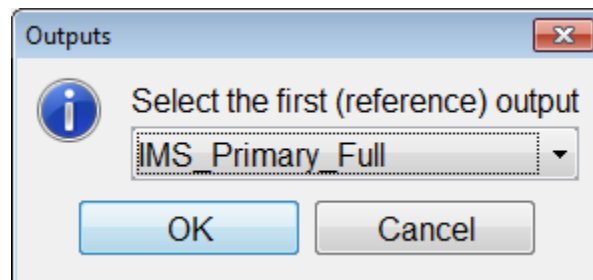 Outputs
Select the first (reference) output
IMS_Primary_Full
OK
Cancel